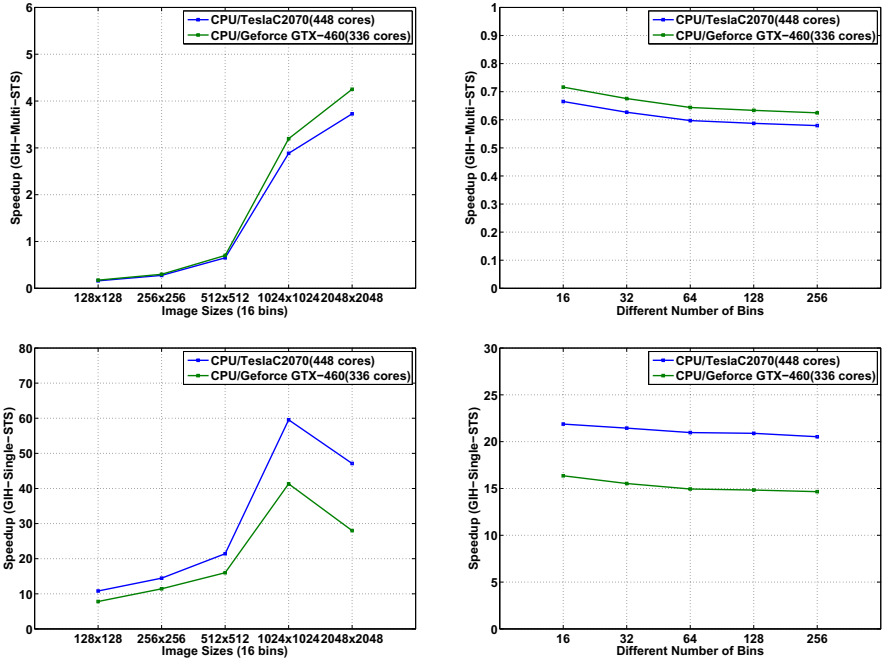 6
5
4
3
2
1
0
Speedup (GIH−Multi−STS)
CPU/TeslaC2070(448 cores)
CPU/Geforce GTX−460(336 cores)
128x128 256x256 512x512 1024x1024 2048x2048
Image Sizes (16 bins)
1
0.9
0.8
0.7
0.6
0.5
0.4
0.3
0.2
0.1
0
Speedup (GIH−Multi−STS)
CPU/TeslaC2070(448 cores)
CPU/Geforce GTX−460(336 cores)
16 32 64 128 256
Different Number of Bins
80
70
60
50
40
30
20
10
0
Speedup (GIH−Single−STS)
CPU/TeslaC2070(448 cores)
CPU/Geforce GTX−460(336 cores)
128x128 256x256 512x512 1024x1024 2048x2048
Image Sizes (16 bins)
30
25
20
15
10
5
0
Speedup (GIH−Single−STS)
CPU/TeslaC2070(448 cores)
CPU/Geforce GTX−460(336 cores)
16 32 64 128 256
Different Number of Bins